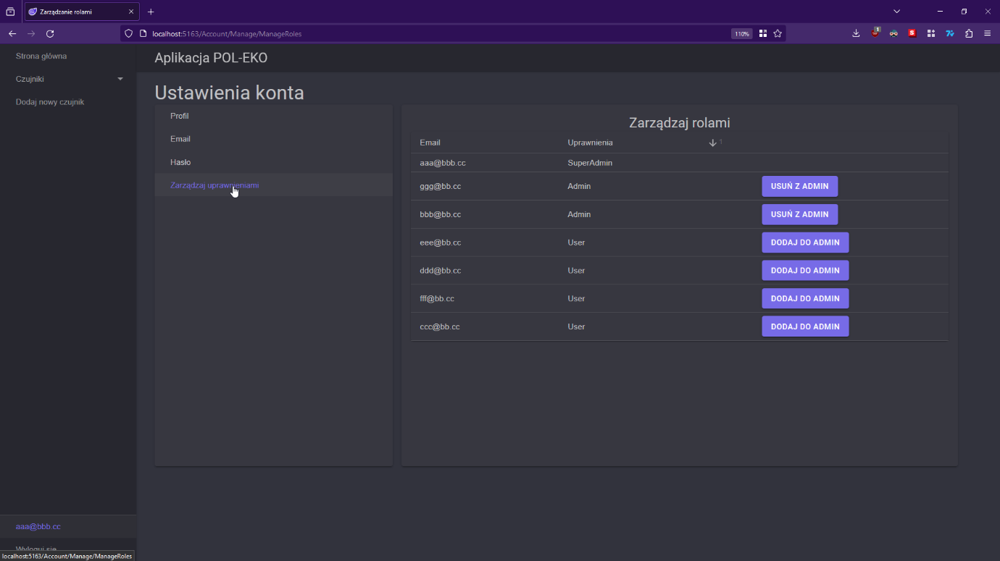 Zarządzanie rolami
localhost:5163/Account/Manage/ManageRoles
110%
1
S
Strona główna
Czujniki
Dodaj nowy czujnik
Aplikacja POL-EKO
Ustawienia konta
Profil
Email
Hasło
Zarządzaj uprawnieniami
Zarządzaj rolami
Email Uprawnienia 1
aaa@bbb.cc SuperAdmin
ggg@bb.cc Admin USUŃ Z ADMIN
bbb@bb.cc Admin USUŃ Z ADMIN
eee@bb.cc User DODAJ DO ADMIN
ddd@bb.cc User DODAJ DO ADMIN
fff@bb.cc User DODAJ DO ADMIN
ccc@bb.cc User DODAJ DO ADMIN
aaa@bbb.cc
Wyloguj się
localhost:5163/Account/Manage/ManageRoles